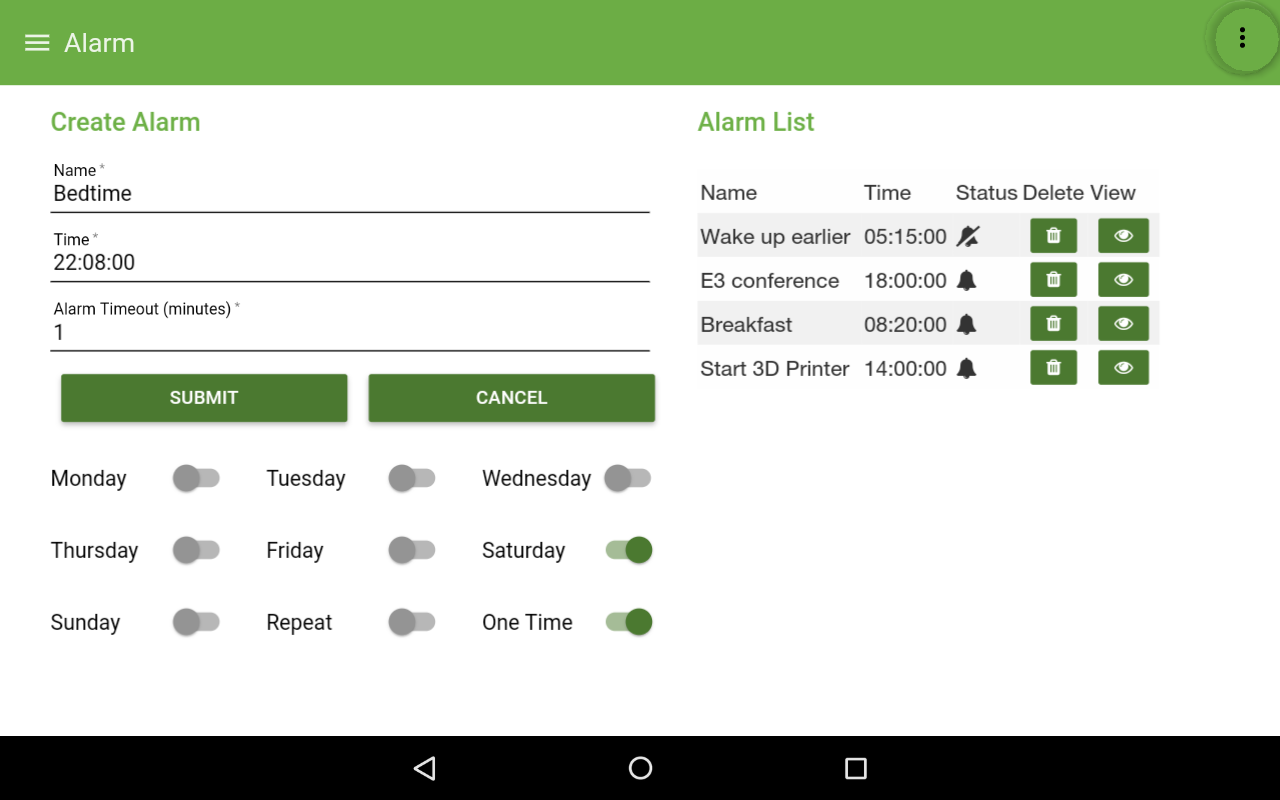 Alarm
Create Alarm
Name *
Bedtime
Time *
22:08:00
Alarm Timeout (minutes) *
1
SUBMIT CANCEL
Monday Tuesday Wednesday
Thursday Friday Saturday
Sunday Repeat One Time
Alarm List
Name Time Status Delete View
Wake up earlier 05:15:00
E3 conference 18:00:00
Breakfast 08:20:00
Start 3D Printer 14:00:00